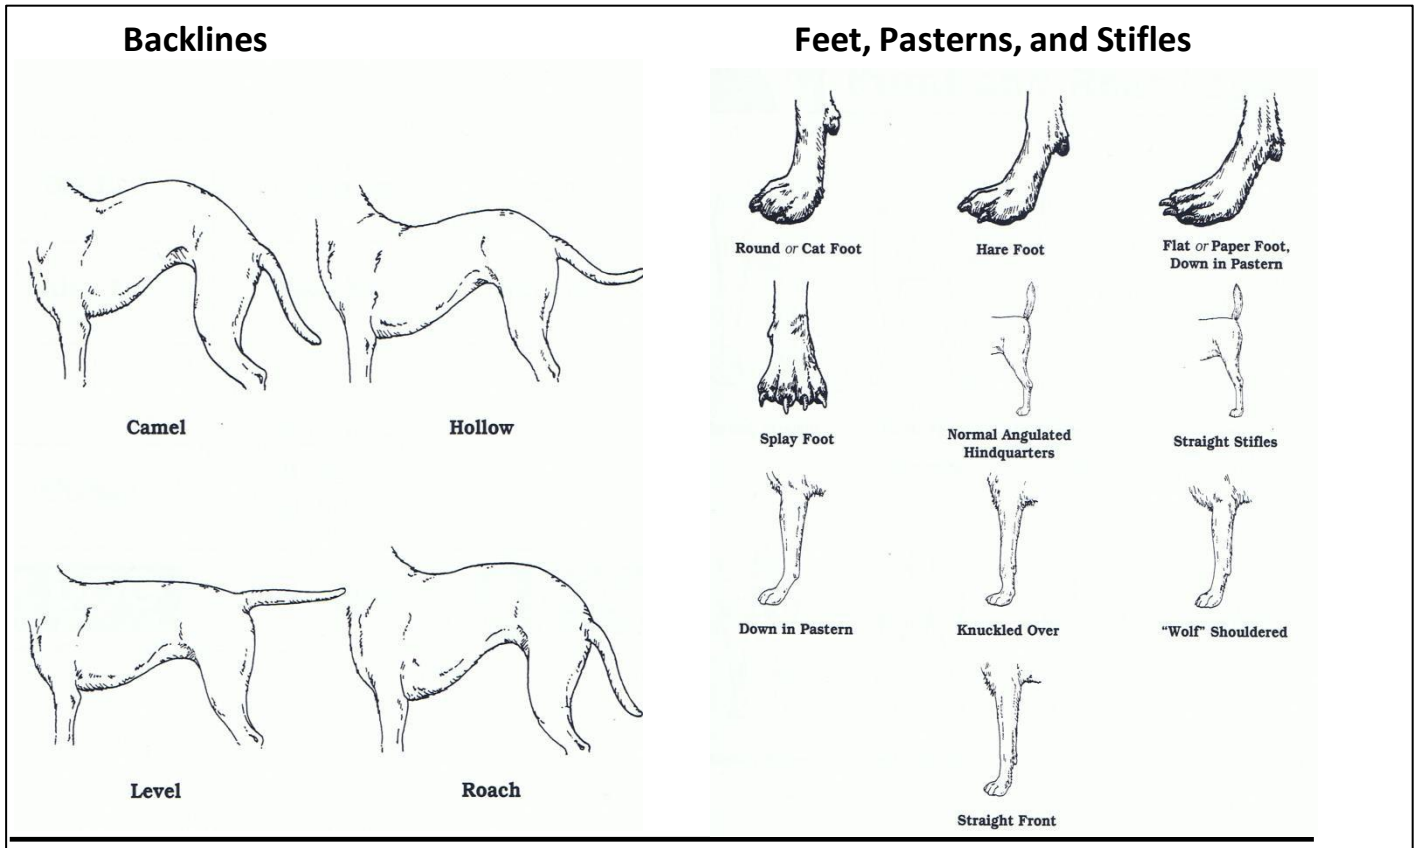 Backlines
Camel
Hollow
Level
Roach
Feet, Pasterns, and Stifles
Round or Cat Foot
Hare Foot
Flat or Paper Foot,
Down in Pastern
Splay Foot
Normal Angulated
Hindquarters
Straight Stifles
Down in Pastern
Knuckled Over
"Wolf" Shouldered
Straight Front